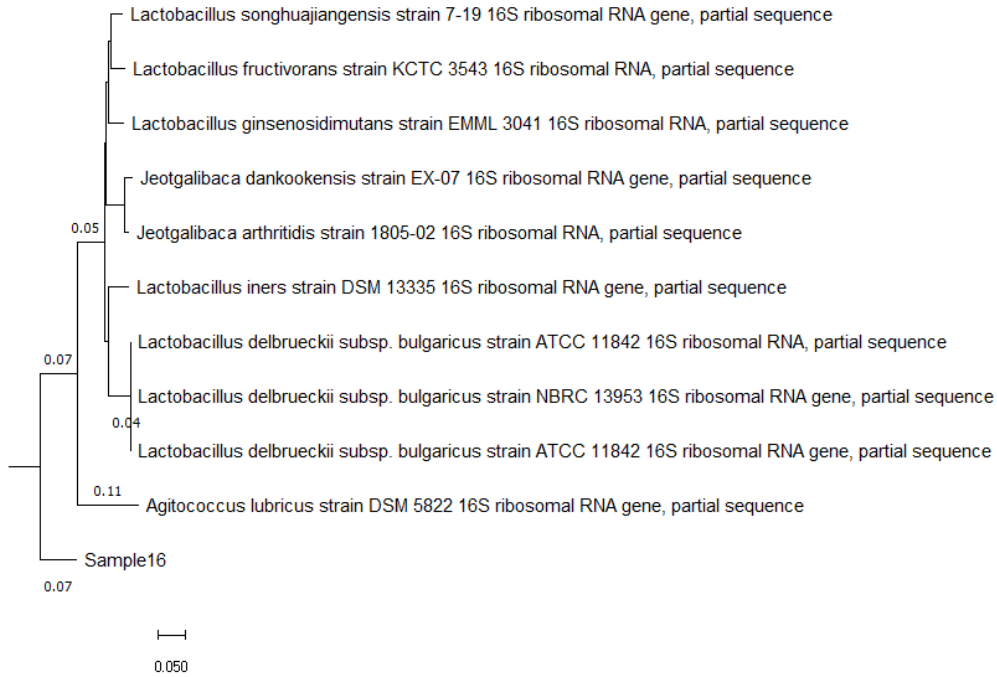 Lactobacillus songhuajiangensis strain 7-19 16S ribosomal RNA gene, partial sequence
Lactobacillus fructivorans strain KCTC 3543 16S ribosomal RNA, partial sequence
Lactobacillus ginsenosidimutans strain EMML 3041 16S ribosomal RNA, partial sequence
Jeotgalibaca dankookensis strain EX-07 16S ribosomal RNA gene, partial sequence
0.05
Jeotgalibaca arthritidis strain 1805-02 16S ribosomal RNA, partial sequence
Lactobacillus iners strain DSM 13335 16S ribosomal RNA gene, partial sequence
Lactobacillus delbrueckii subsp. bulgaricus strain ATCC 11842 16S ribosomal RNA, partial sequence
0.07
Lactobacillus delbrueckii subsp. bulgaricus strain NBRC 13953 16S ribosomal RNA gene, partial sequence
0.04
Lactobacillus delbrueckii subsp. bulgaricus strain ATCC 11842 16S ribosomal RNA gene, partial sequence
0.11
Agitococcus lubricus strain DSM 5822 16S ribosomal RNA gene, partial sequence
Sample16
0.07
0.050